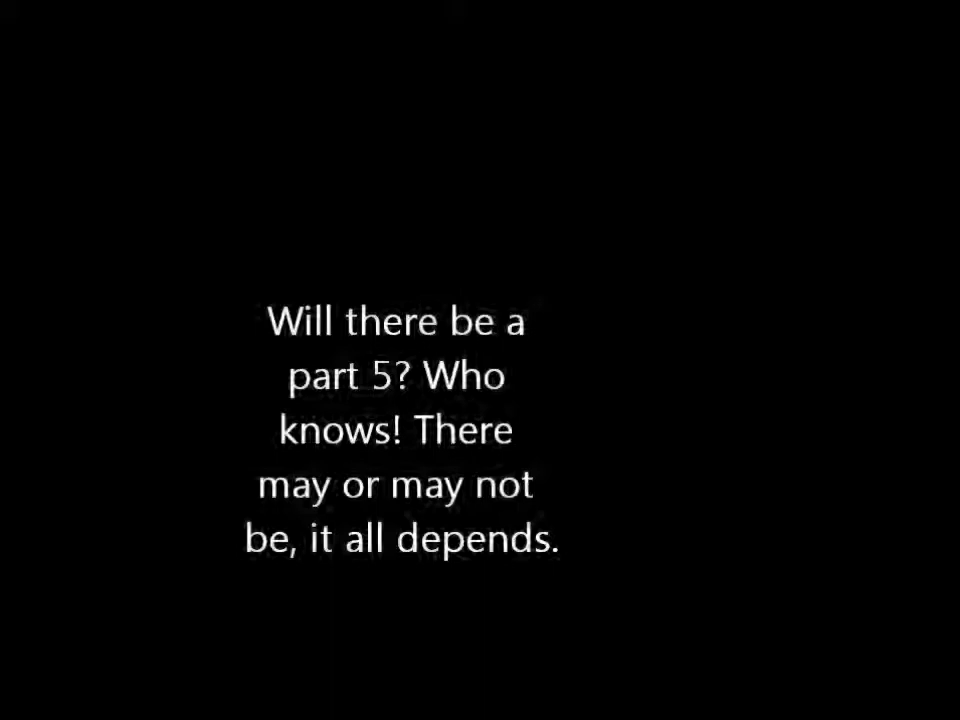 Will there be a
part 5? Who
knows! There
may or may not
be, it all depends.